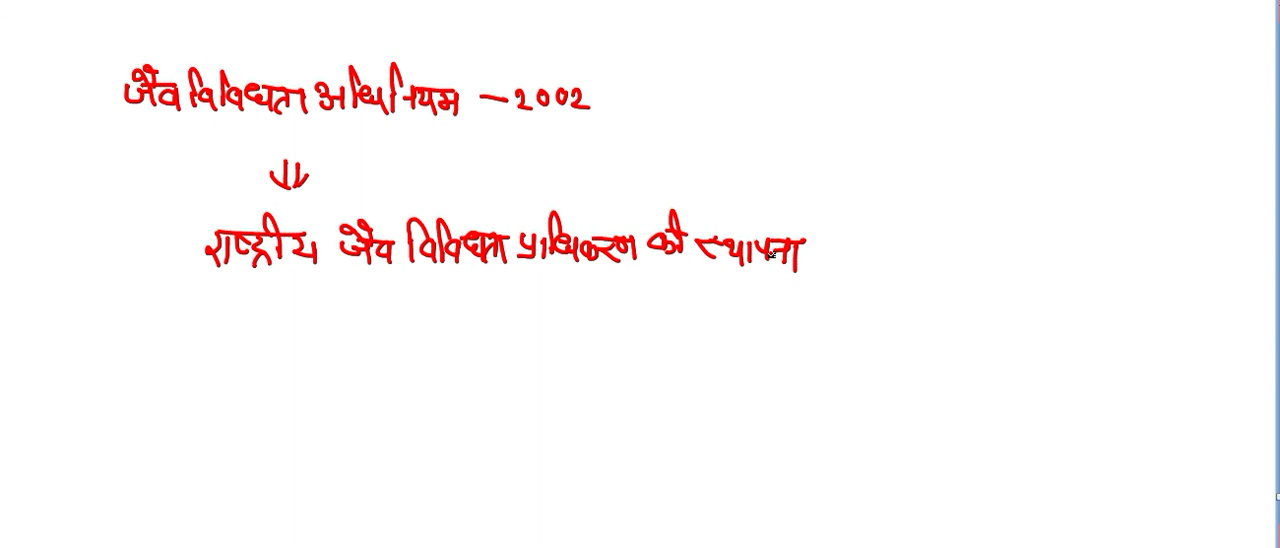 जैव विविधता अधिनियम - 2002
राष्ट्रीय जैव विविधता प्राधिकरण की स्थापना